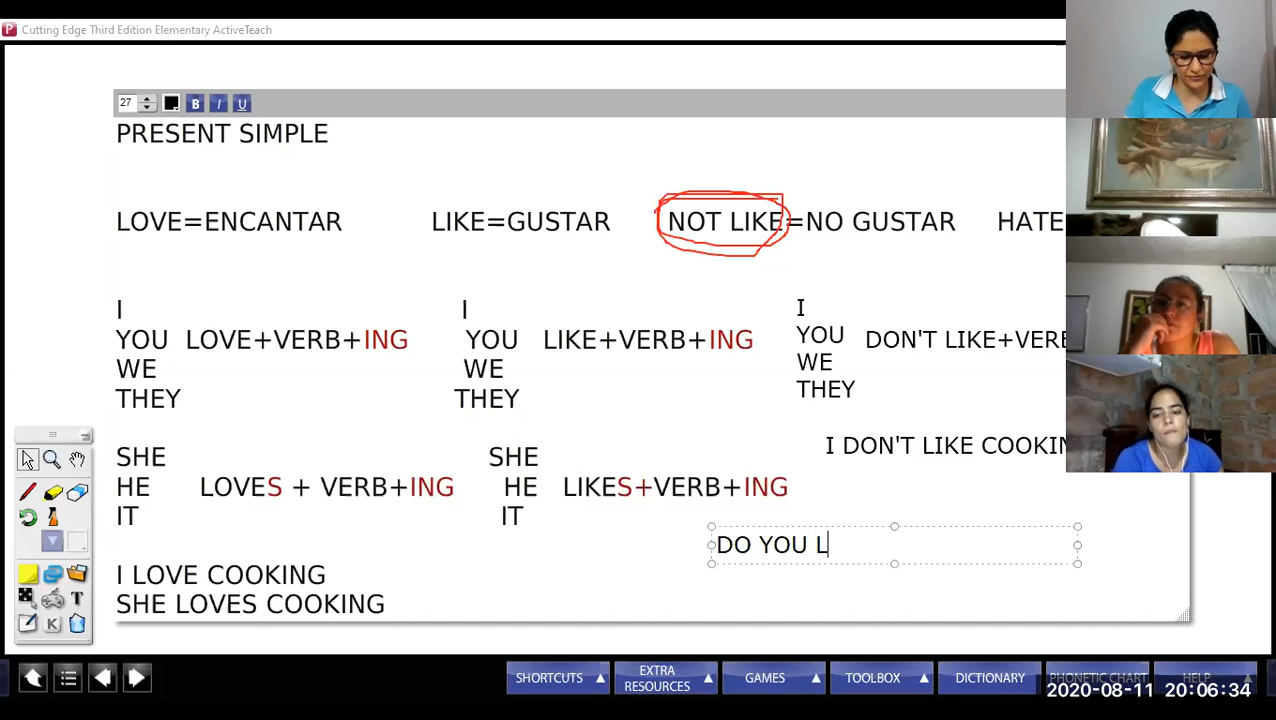 Cutting Edge Third Edition Elementary ActiveTeach
27 B I U
PRESENT SIMPLE
LOVE=ENCANTAR LIKE=GUSTAR NOT LIKE=NO GUSTAR HATE
I
YOU LOVE+VERB+ING
WE
THEY
I
YOU LIKE+VERB+ING
WE
THEY
I
YOU DON'T LIKE+VERB
WE
THEY
I DON'T LIKE COOKIN
SHE
HE LOVES + VERB+ING
IT
SHE
HE LIKES+VERB+ING
IT
DO YOU L
I LOVE COOKING
SHE LOVES COOKING
T
K
SHORTCUTS
EXTRA
RESOURCES
GAMES
TOOLBOX
DICTIONARY
PHONETIC CHART
HELP
2020-08-11 20:06:34